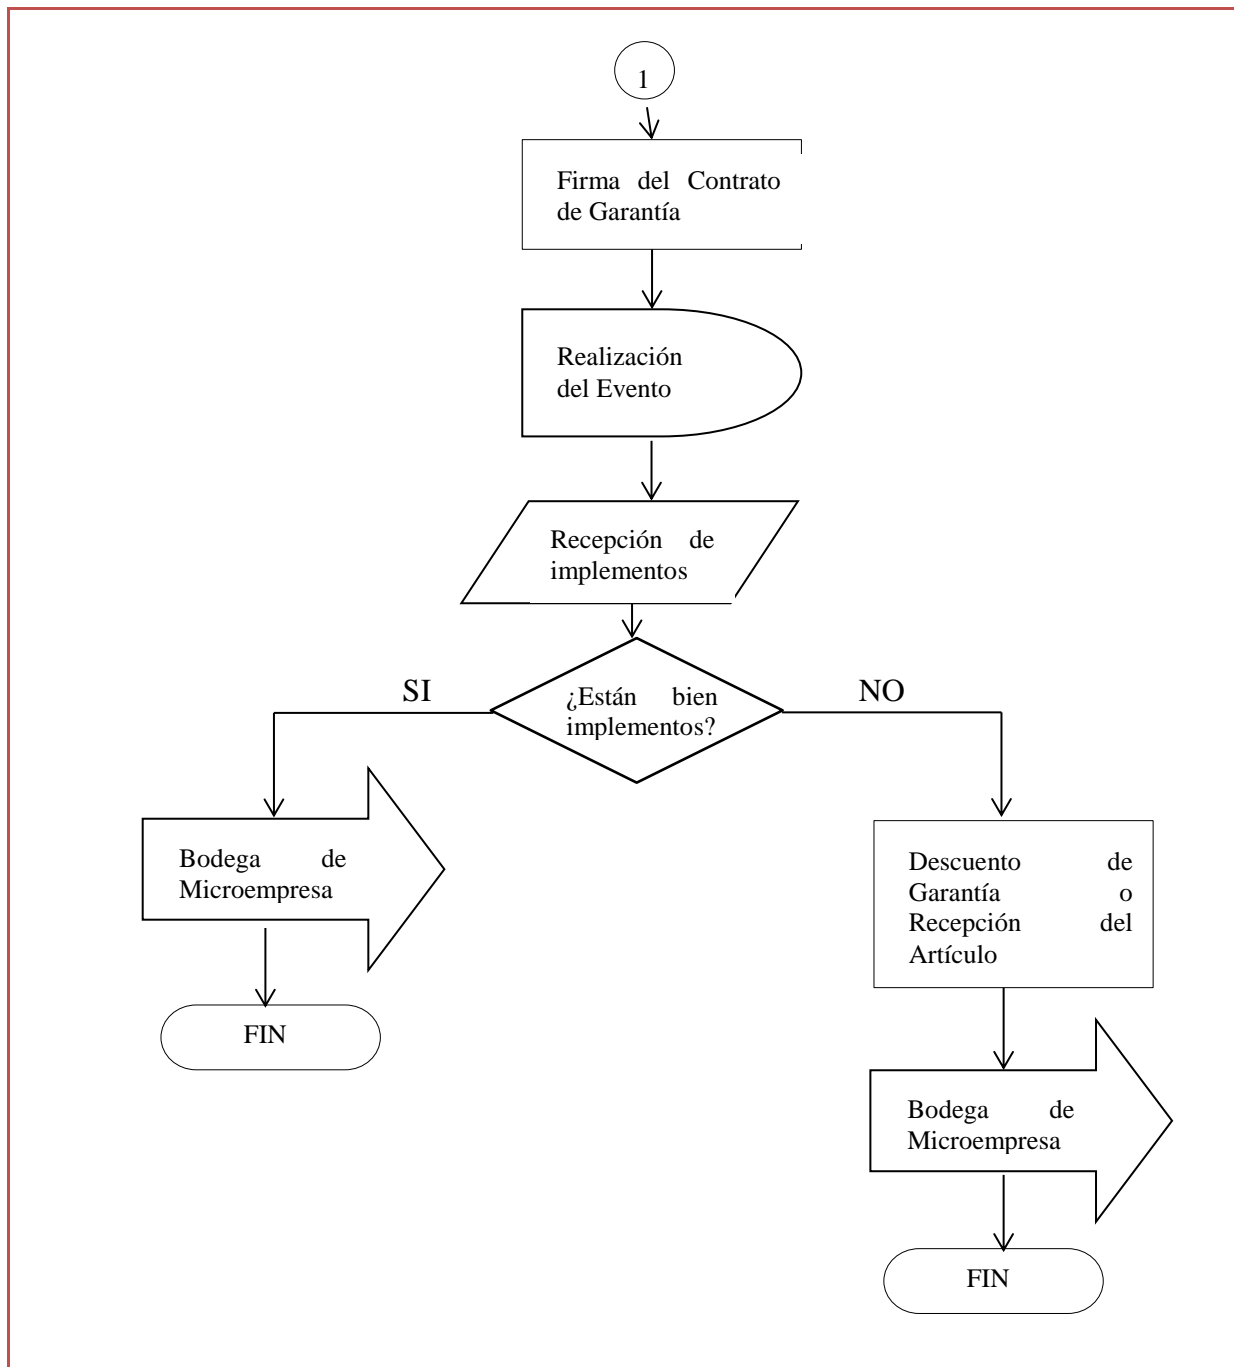 1
Firma del Contrato
de Garantía
Realización
del Evento
Recepción de
implementos
SI
NO
¿Están bien
implementos?
Bodega de
Microempresa
FIN
Descuento de
Garantía o
Recepción del
Artículo
Bodega de
Microempresa
FIN